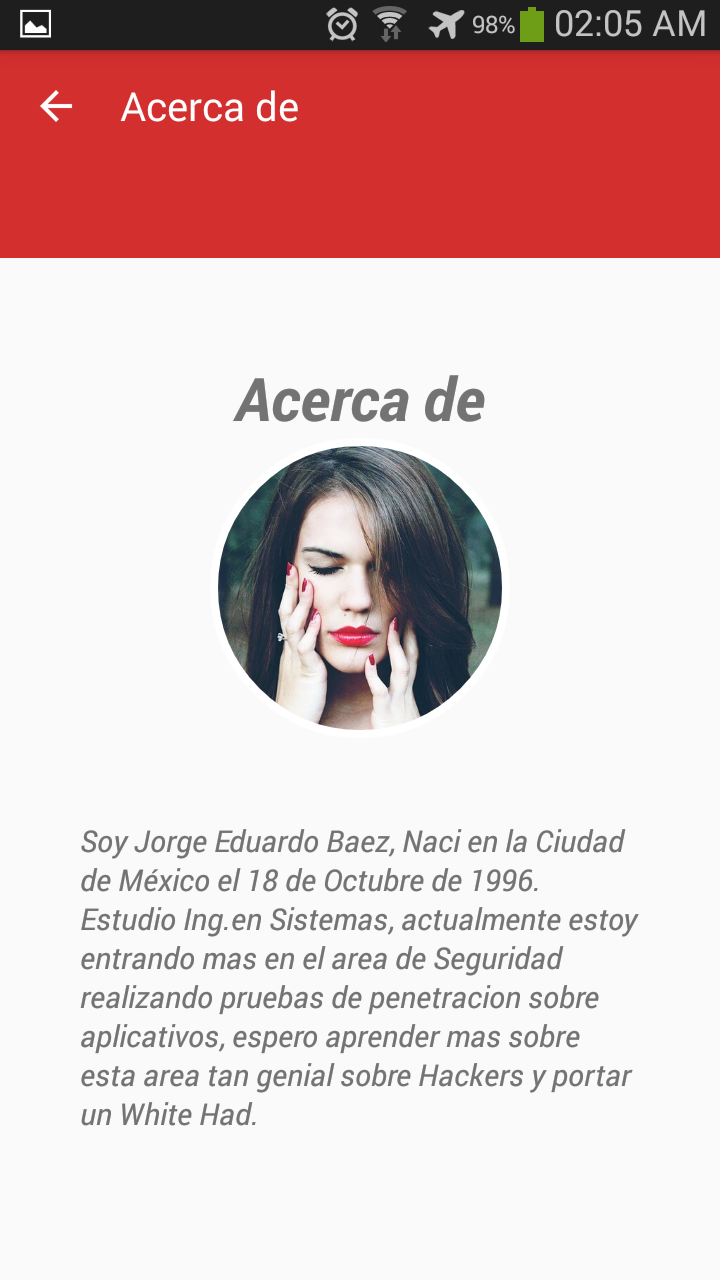 98% 02:05 AM
Acerca de
Acerca de
Soy Jorge Eduardo Baez, Naci en la Ciudad
de México el 18 de Octubre de 1996.
Estudio Ing.en Sistemas, actualmente estoy
entrando mas en el area de Seguridad
realizando pruebas de penetracion sobre
aplicativos, espero aprender mas sobre
esta area tan genial sobre Hackers y portar
un White Had.